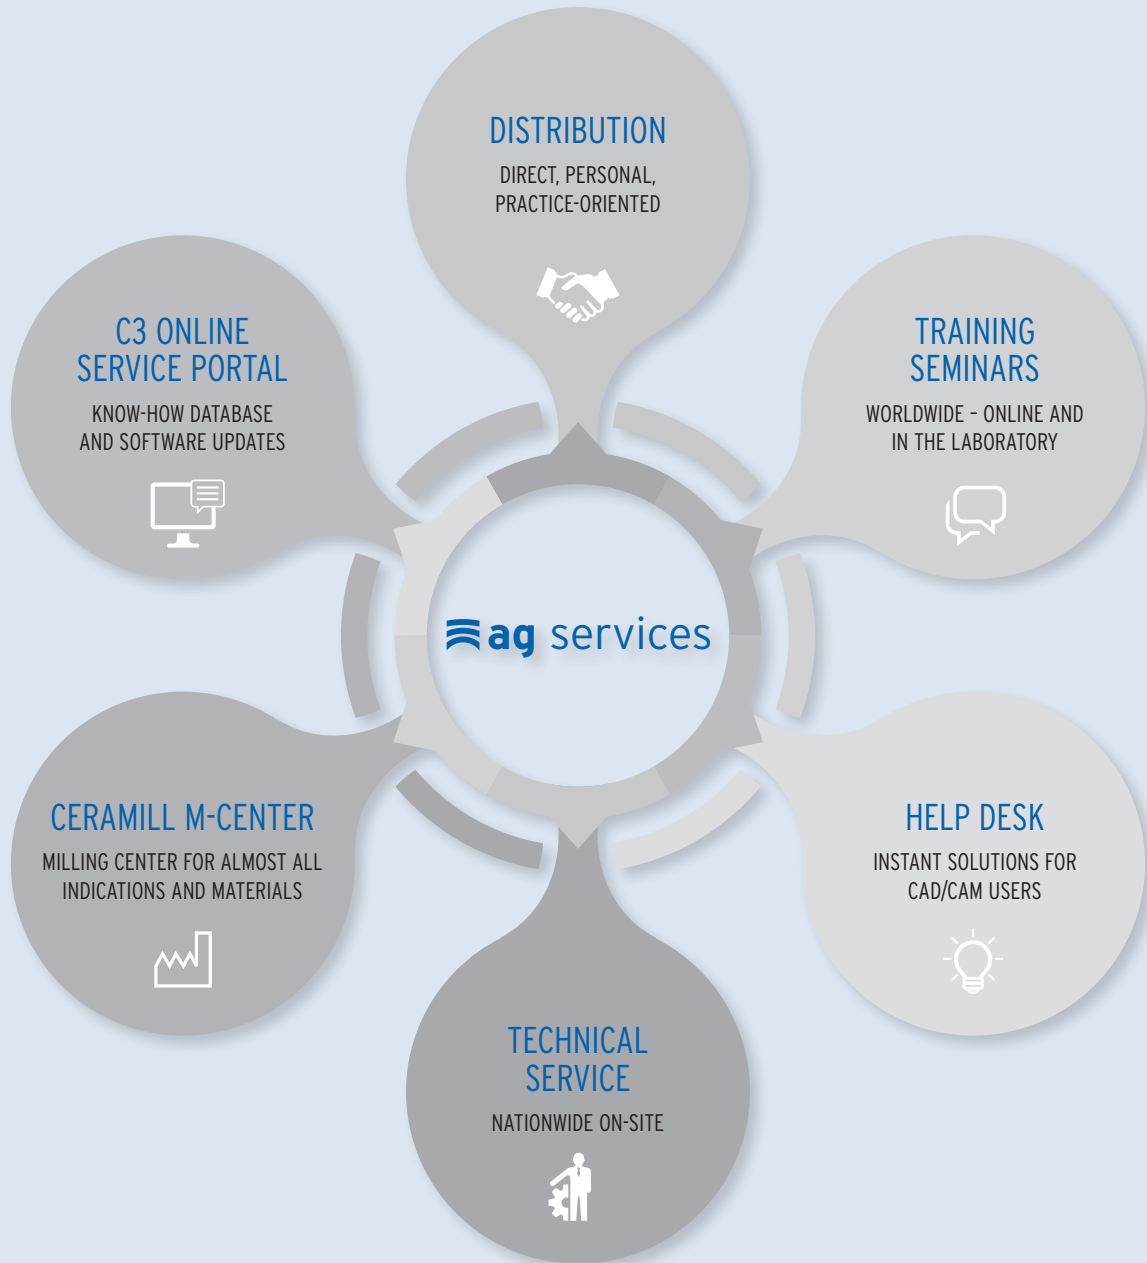 DISTRIBUTION
DIRECT, PERSONAL,
PRACTICE-ORIENTED
C3 ONLINE
SERVICE PORTAL
KNOW-HOW DATABASE
AND SOFTWARE UPDATES
TRAINING
SEMINARS
WORLDWIDE - ONLINE AND
IN THE LABORATORY
ag services
CERAMILL M-CENTER
MILLING CENTER FOR ALMOST ALL
INDICATIONS AND MATERIALS
HELP DESK
INSTANT SOLUTIONS FOR
CAD/CAM USERS
TECHNICAL
SERVICE
NATIONWIDE ON-SITE